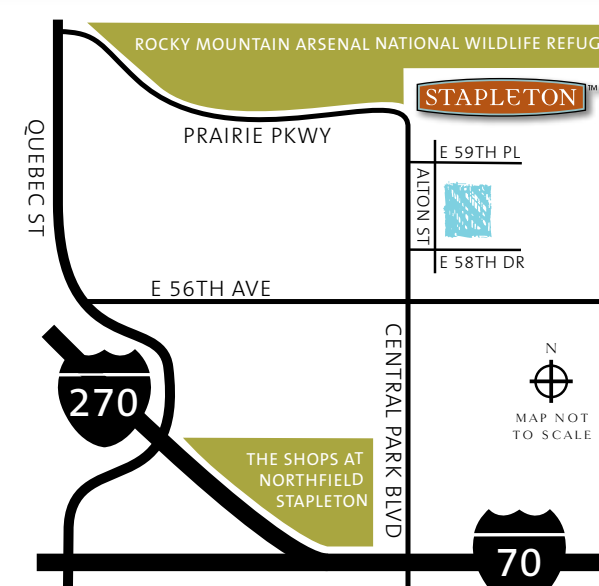 ROCKY MOUNTAIN ARSENAL NATIONAL WILDLIFE REFUG
STAPLETON™
PRAIRIE PKWY
QUEBEC ST
E 59TH PL
ALTON ST
E 58TH DR
E 56TH AVE
CENTRAL PARK BLVD
N
MAP NOT
TO SCALE
270
THE SHOPS AT
NORTHFIELD
STAPLETON
70